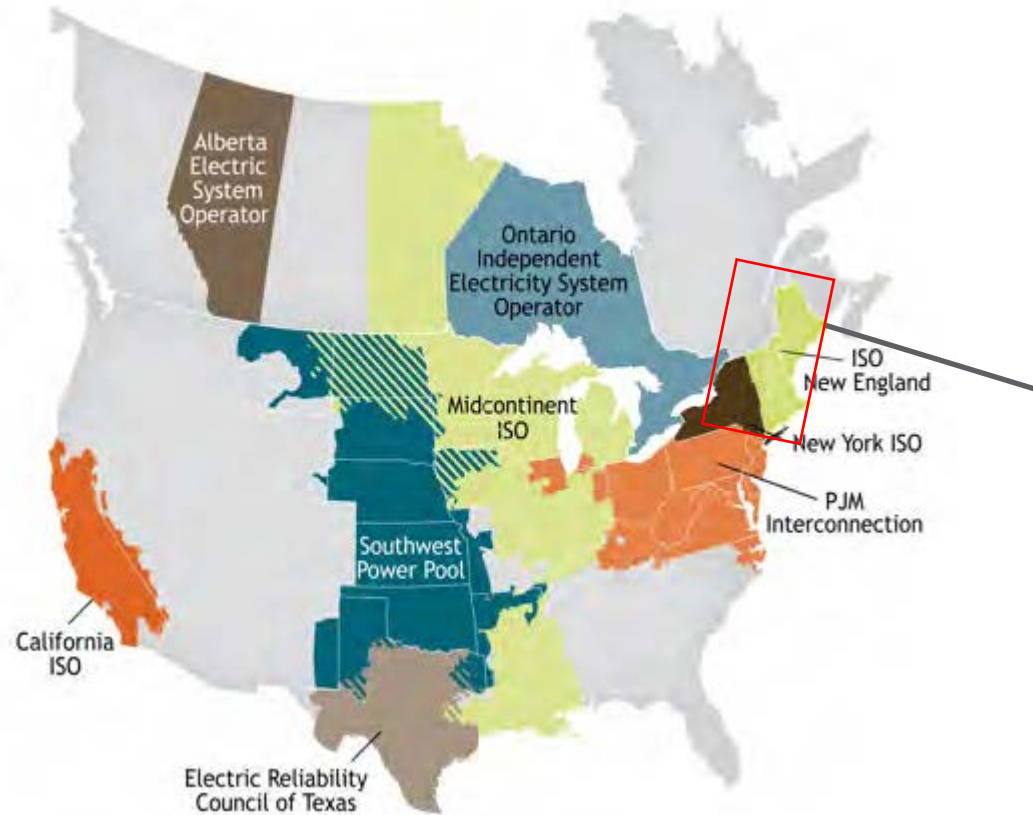 Alberta
Electric
System
Operator
Ontario
Independent
Electricity System
Operator
ISO
New England
Midcontinent
ISO
New York ISO
PJM
Interconnection
Southwest
Power Pool
California
ISO
Electric Reliability
Council of Texas